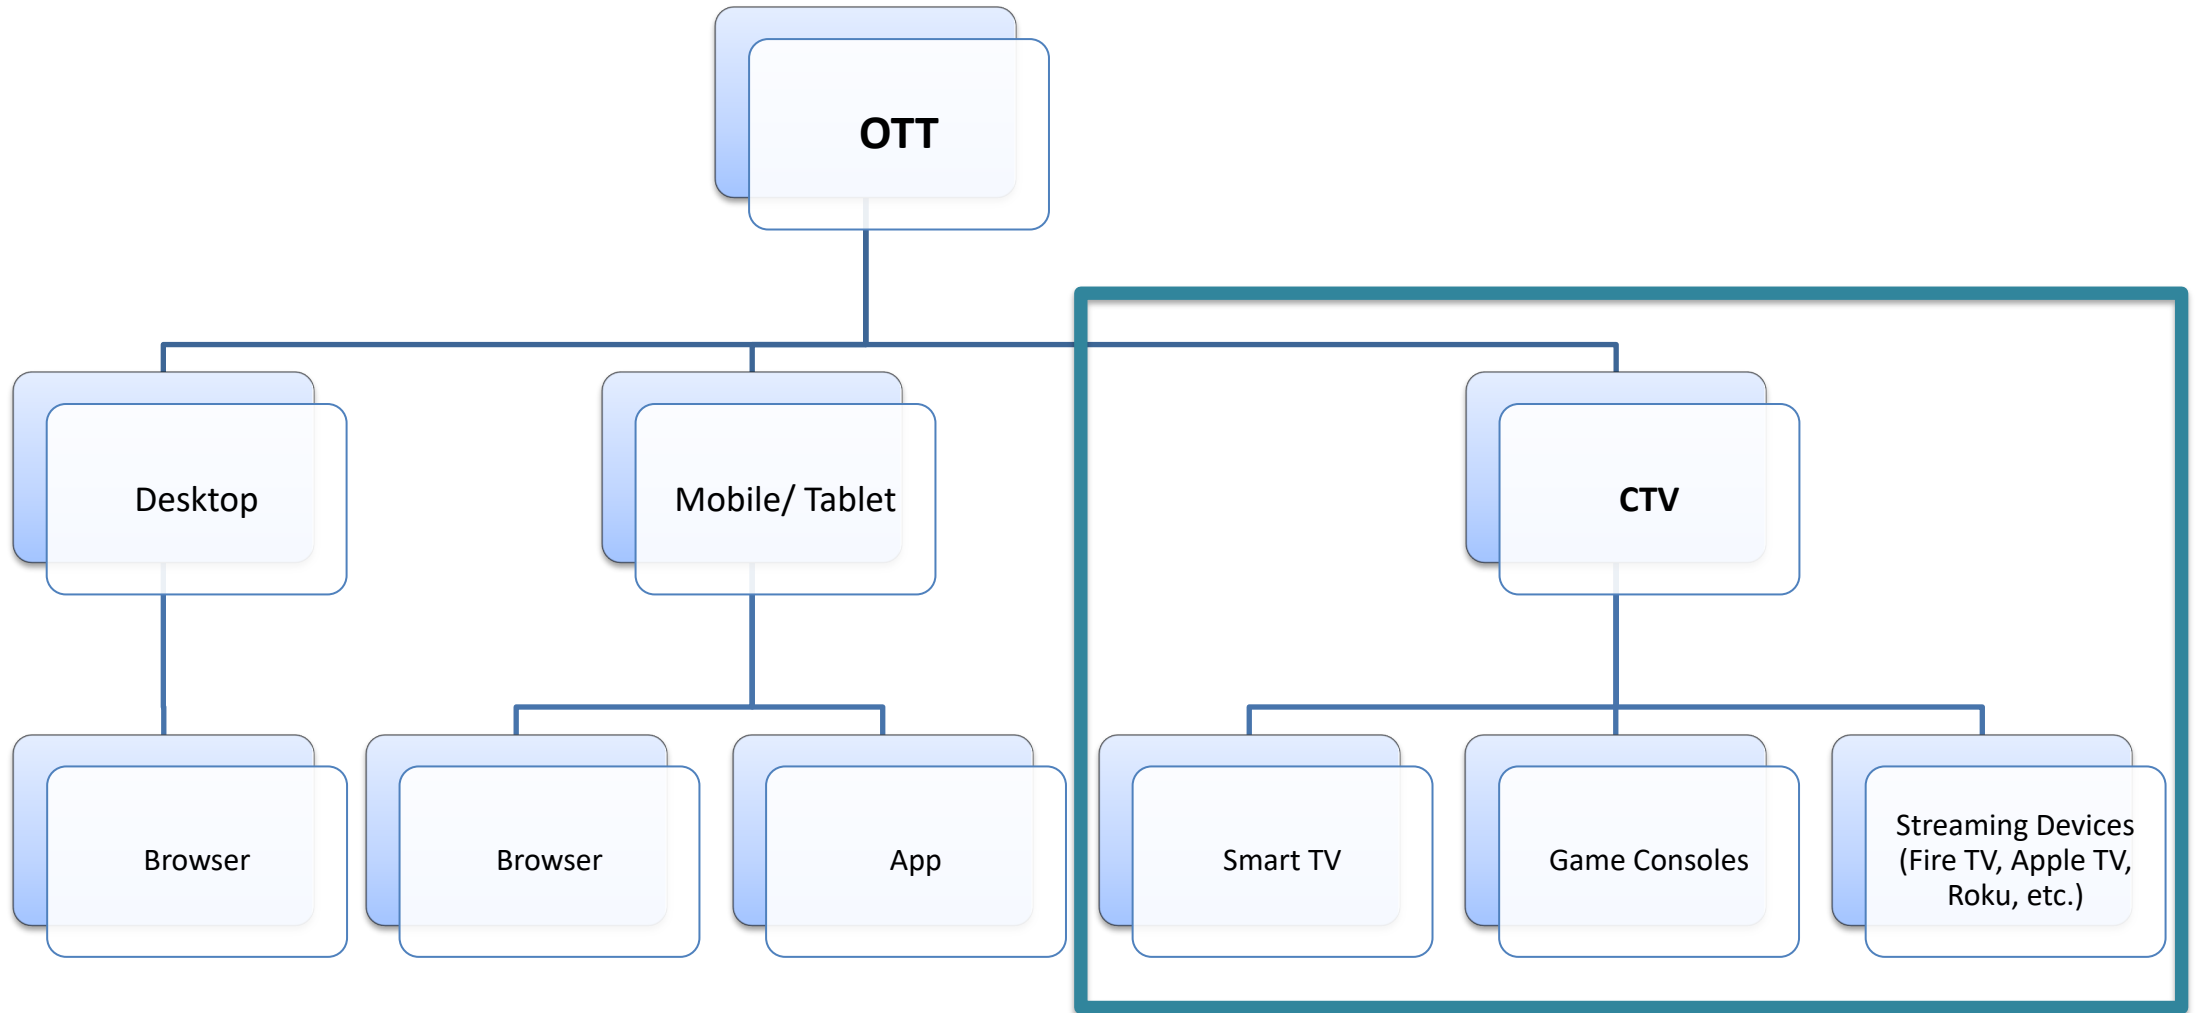 OTT
Desktop
Mobile/ Tablet
CTV
Browser
Browser
App
Smart TV
Game Consoles
Streaming Devices
(Fire TV, Apple TV,
Roku, etc.)